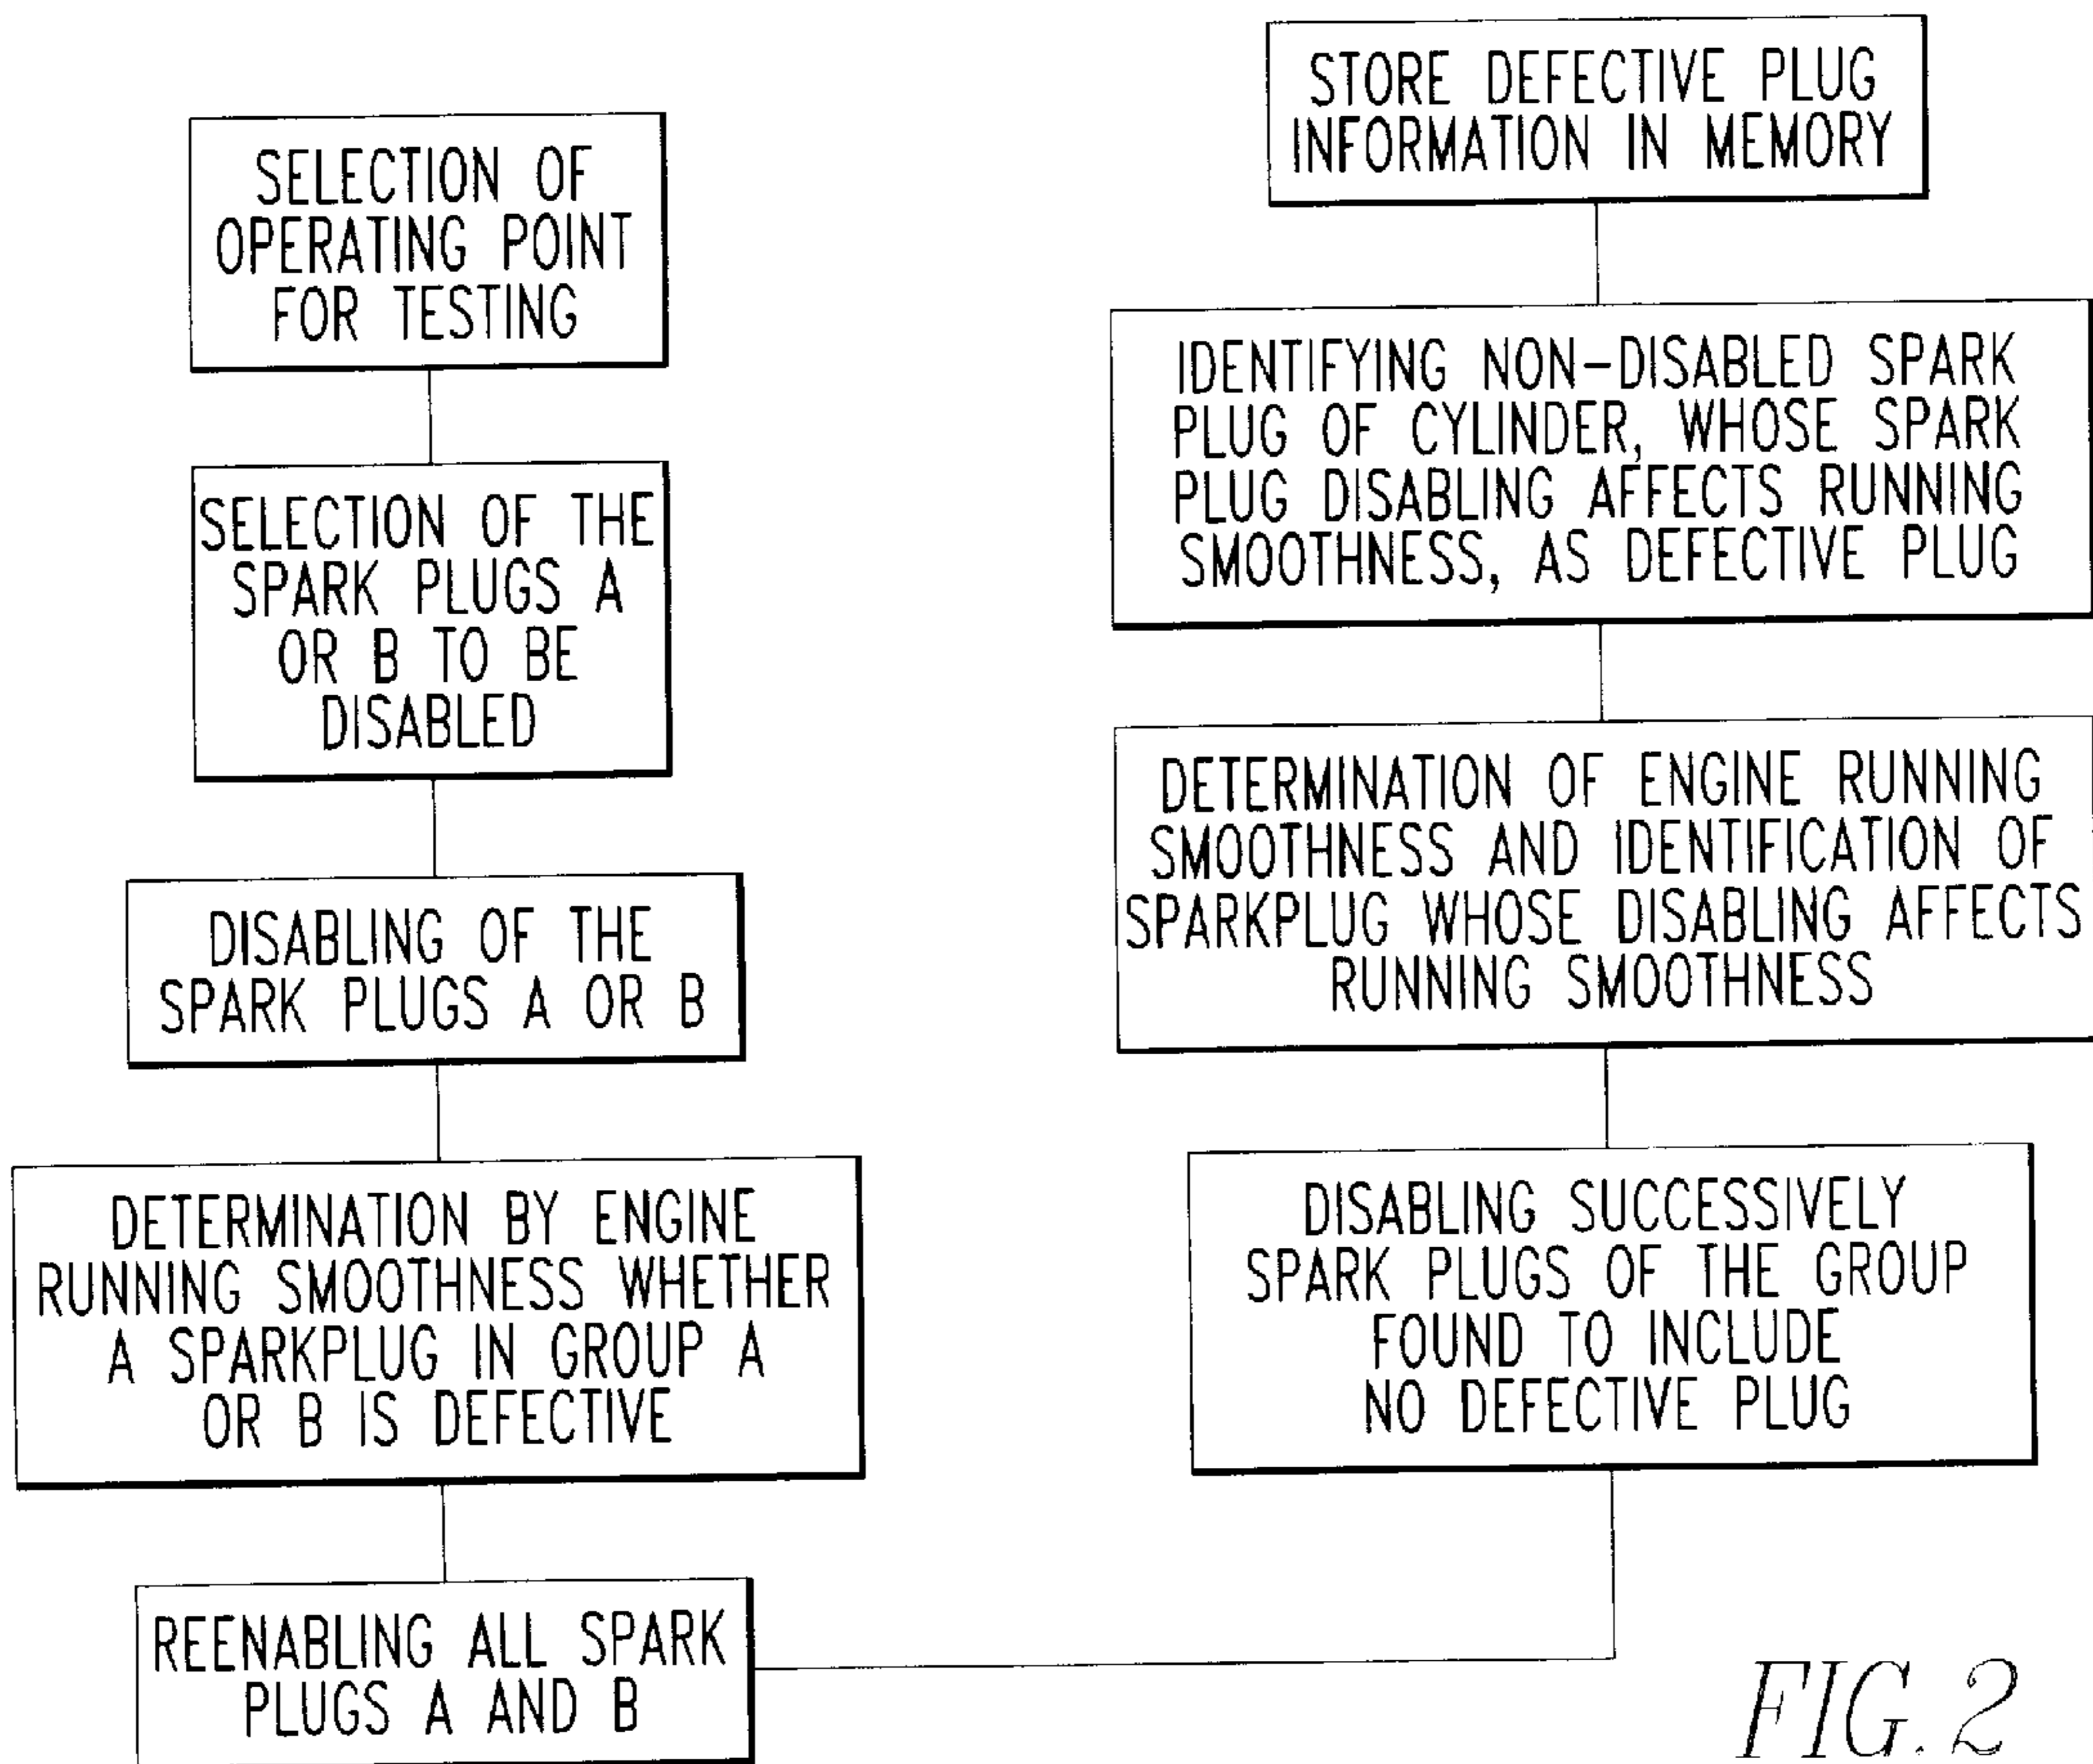 SELECTION OF
OPERATING POINT
FOR TESTING
SELECTION OF THE
SPARK PLUGS A
OR B TO BE
DISABLED
DISABLING OF THE
SPARK PLUGS A OR B
DETERMINATION BY ENGINE
RUNNING SMOOTHNESS WHETHER
A SPARKPLUG IN GROUP A
OR B IS DEFECTIVE
REENABLING ALL SPARK
PLUGS A AND B
STORE DEFECTIVE PLUG
INFORMATION IN MEMORY
IDENTIFYING NON-DISABLED SPARK
PLUG OF CYLINDER, WHOSE SPARK
PLUG DISABLING AFFECTS RUNNING
SMOOTHNESS, AS DEFECTIVE PLUG
DETERMINATION OF ENGINE RUNNING
SMOOTHNESS AND IDENTIFICATION OF
SPARKPLUG WHOSE DISABLING AFFECTS
RUNNING SMOOTHNESS
DISABLING SUCCESSIVELY
SPARK PLUGS OF THE GROUP
FOUND TO INCLUDE
NO DEFECTIVE PLUG
FIG. 2